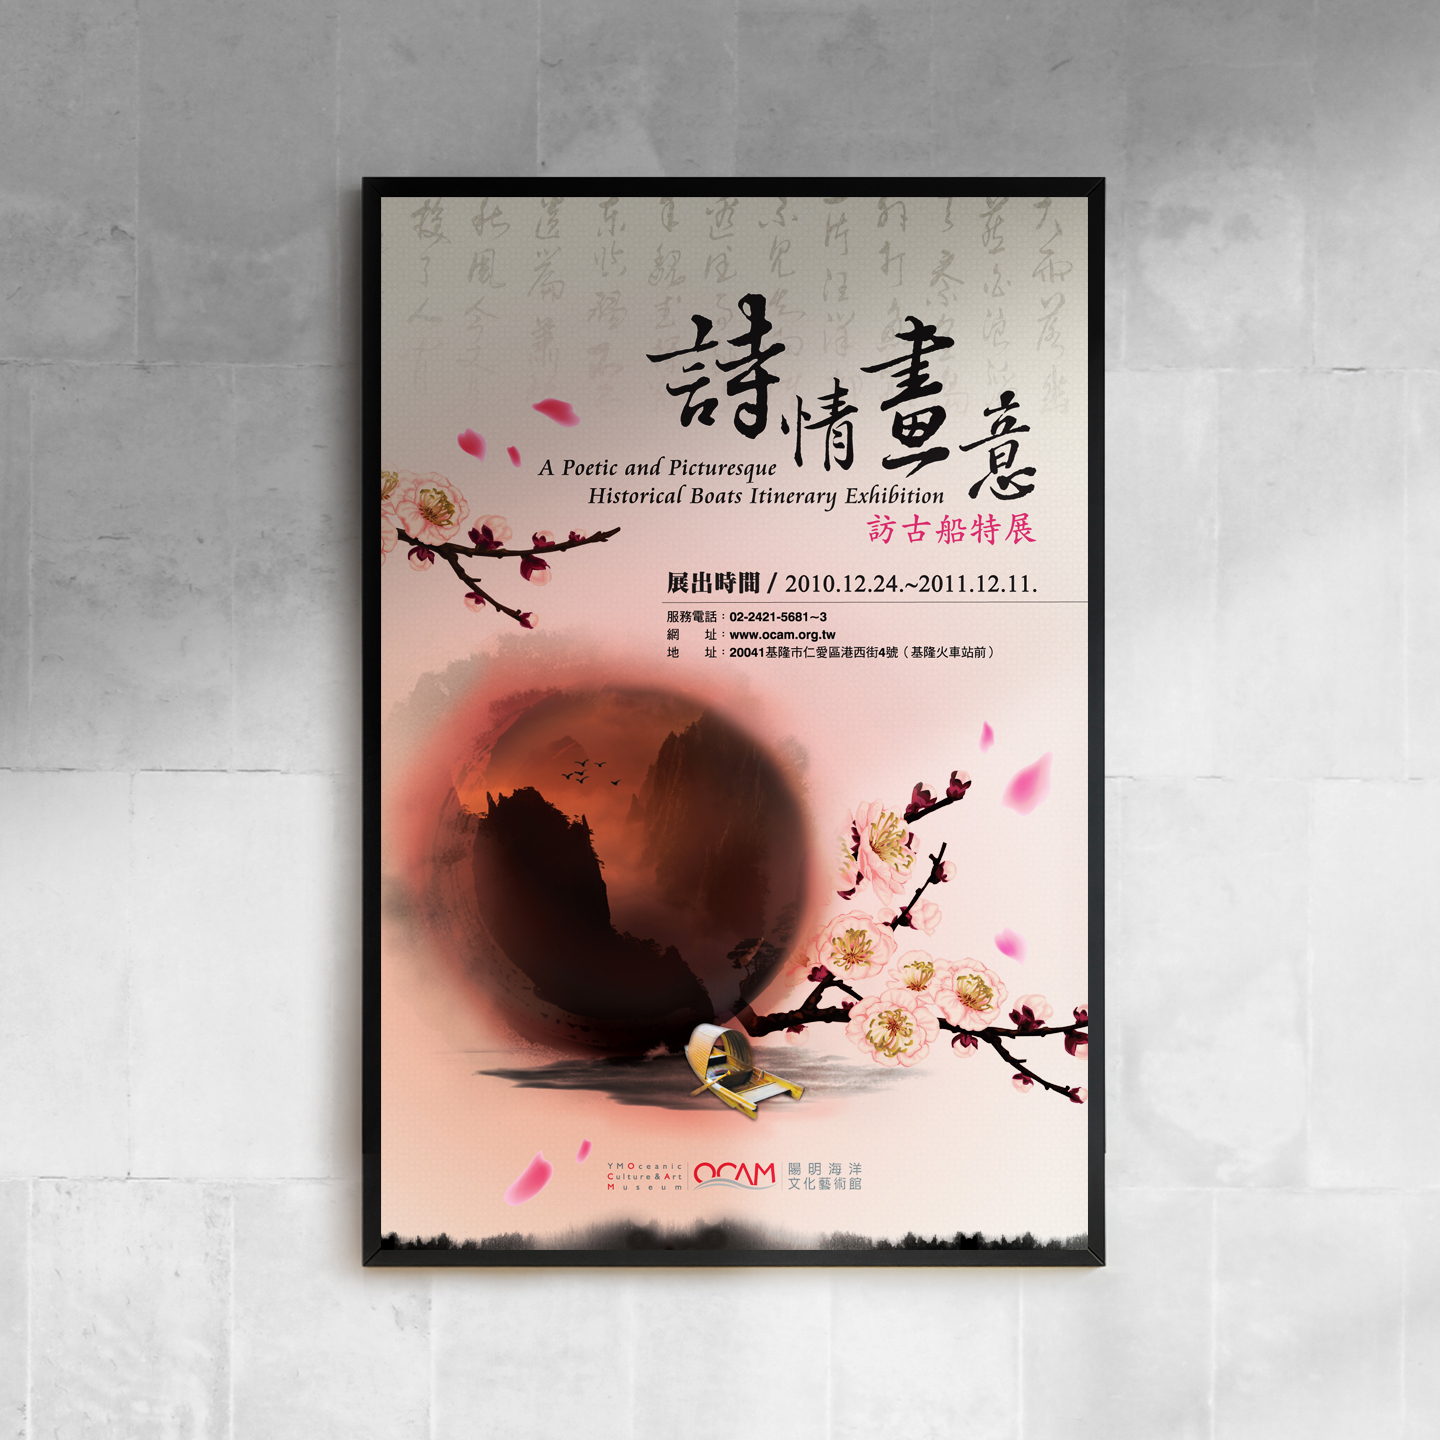 詩情畫意
A Poetic and Picturesque
Historical Boats Itinerary Exhibition
訪古船特展
展出時間 / 2010.12.24.~2011.12.11.
服務電話：02-2421-5681~3
網　　址：www.ocam.org.tw
地　　址：20041基隆市仁愛區港西街4號（基隆火車站前）
YMOceanic
Culture&Art
Museum
OCAM
陽明海洋
文化藝術館